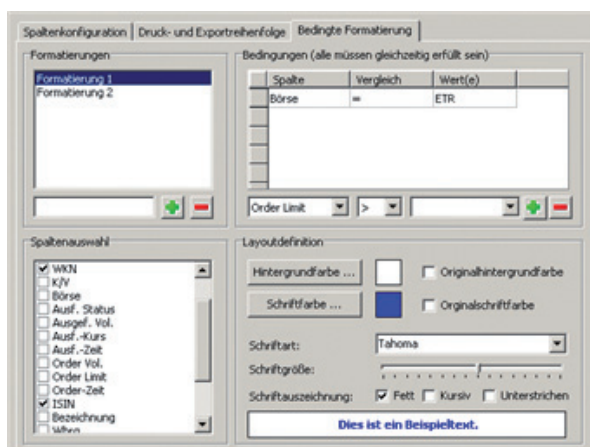 Spaltenkonfiguration Druck- und Exportreihenfolge Bedingte Formatierung
Formatierungen
Formatierung 1
Formatierung 2
Bedingungen (alle müssen gleichzeitig erfüllt sein)
Spalte Vergleich Wert(e)
Börse = ETR
Order Limit >
Spaltenauswahl
WKN
K/V
Börse
Ausf. Status
Ausgef. Vol.
Ausf.-Kurs
Ausf.-Zeit
Order Vol.
Order Limit
Order-Zeit
ISIN
Bezeichnung
Whrg
Layoutdefinition
Hintergrundfarbe ... Originalhintergrundfarbe
Schriftfarbe ... Orginalschriftfarbe
Schriftart: Tahoma
Schriftgröße:
Schriftauszeichnung: Fett Kursiv Unterstrichen
Dies ist ein Beispieltext.